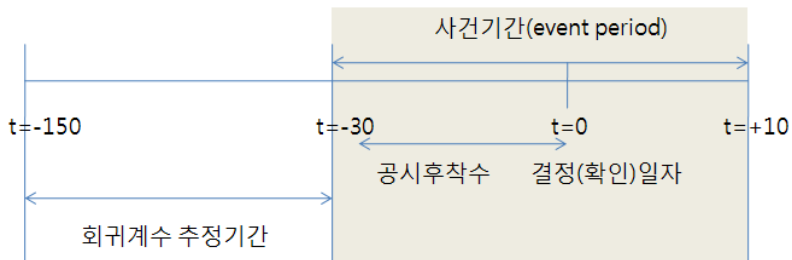 사건기간(event period)
t=-150
t=-30
t=0
t=+10
공시후착수
결정(확인)일자
회귀계수 추정기간